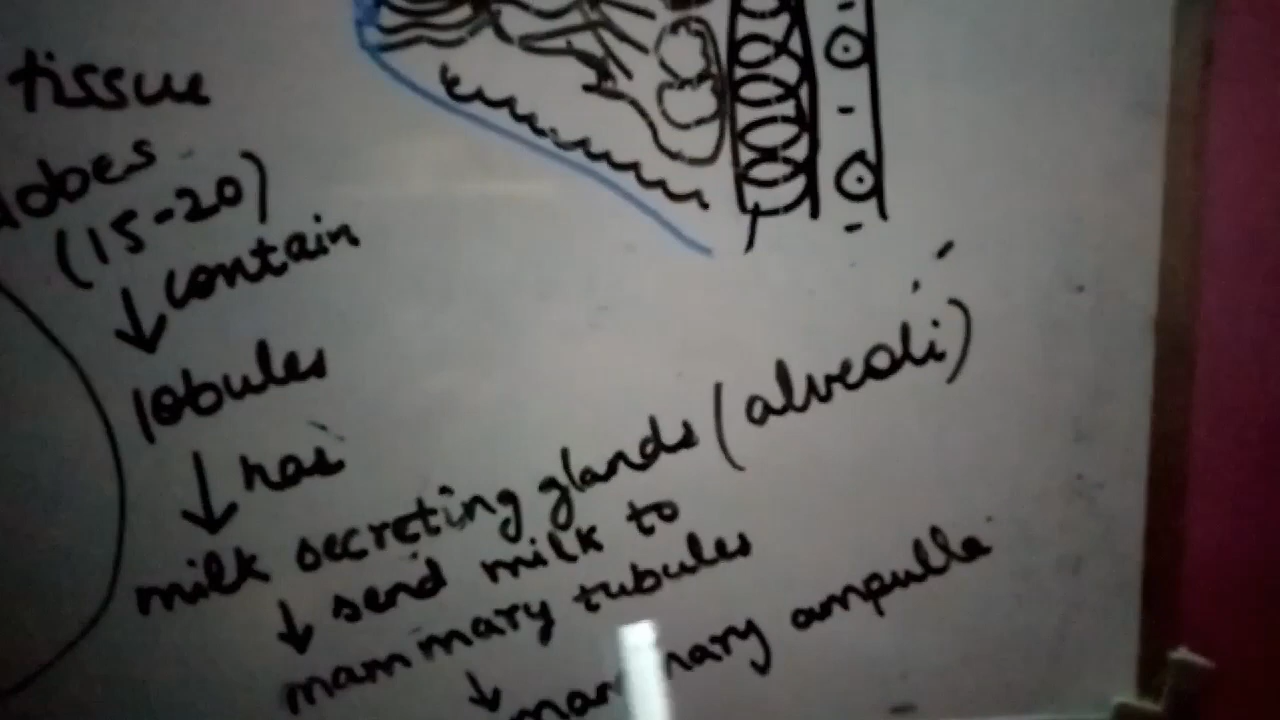 tissue
lobes
(15-20)
↓ contain
lobules
↓ has
milk secreting glands (alveoli)
↓ send milk to
mammary tubules
↓
mammary ampulla